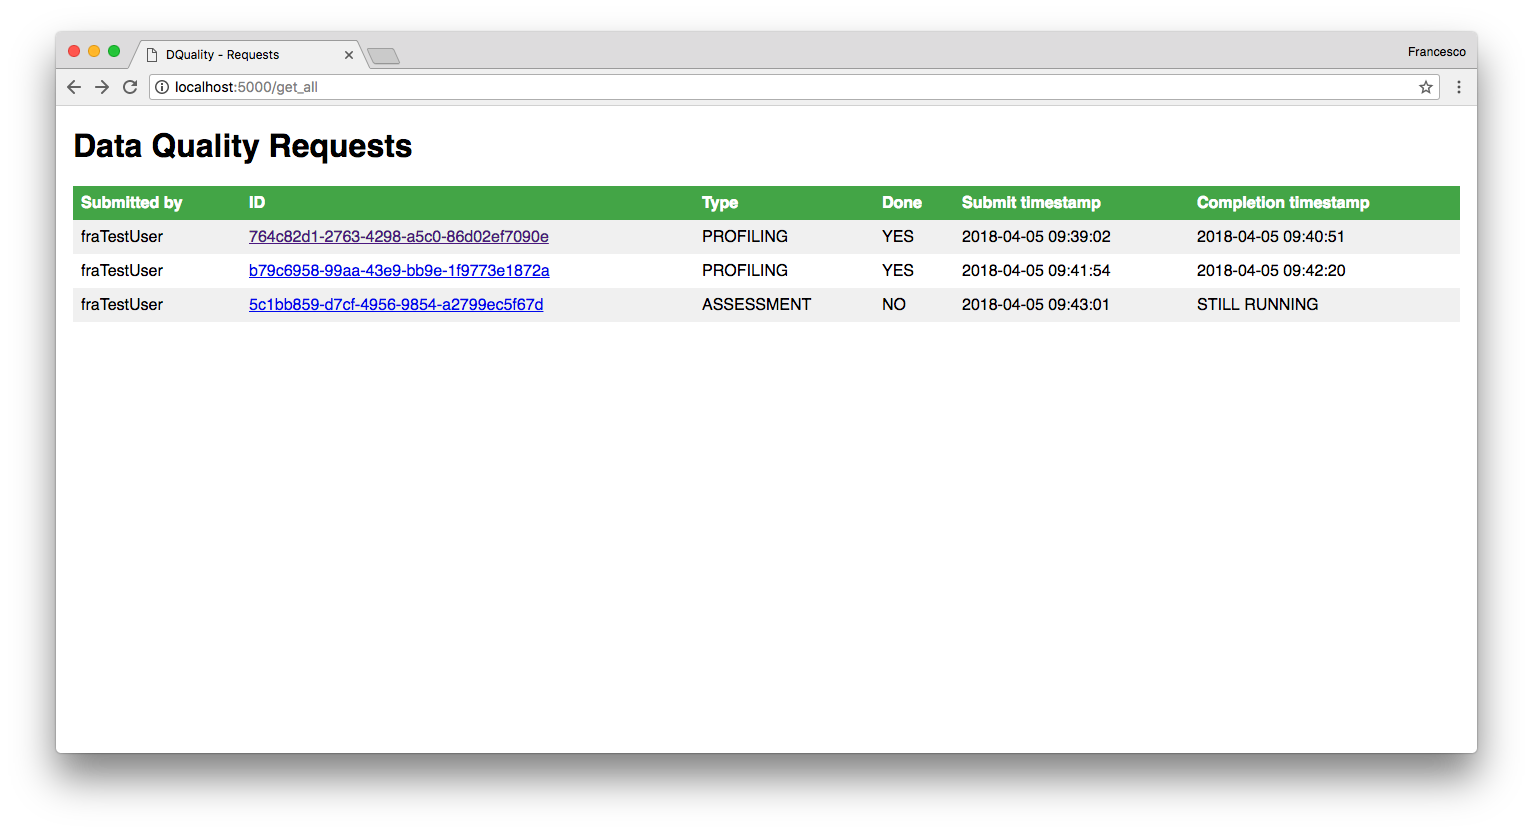 DQuality - Requests
Francesco
localhost:5000/get_all
Data Quality Requests
Submitted by ID Type Done Submit timestamp Completion timestamp
fraTestUser 764c82d1-2763-4298-a5c0-86d02ef7090e PROFILING YES 2018-04-05 09:39:02 2018-04-05 09:40:51
fraTestUser b79c6958-99aa-43e9-bb9e-1f9773e1872a PROFILING YES 2018-04-05 09:41:54 2018-04-05 09:42:20
fraTestUser 5c1bb859-d7cf-4956-9854-a2799ec5f67d ASSESSMENT NO 2018-04-05 09:43:01 STILL RUNNING